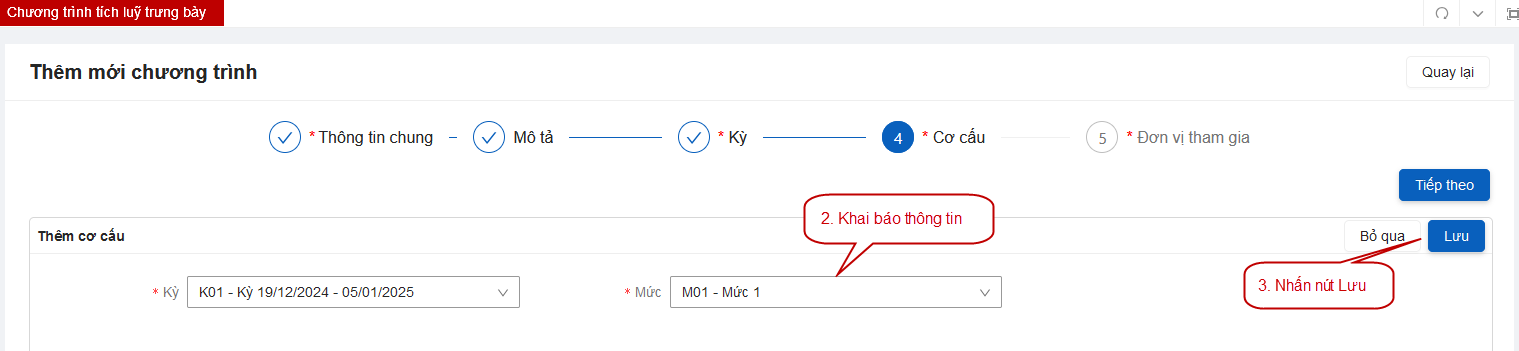 Chương trình tích luỹ trưng bày
Thêm mới chương trình
Quay lại
* Thông tin chung
Mô tả
* Kỳ
4 * Cơ cấu
5 * Đơn vị tham gia
Tiếp theo
2. Khai báo thông tin
Thêm cơ cấu
Bỏ qua
Lưu
* Kỳ K01 - Kỳ 19/12/2024 - 05/01/2025
* Mức M01 - Mức 1
3. Nhấn nút Lưu